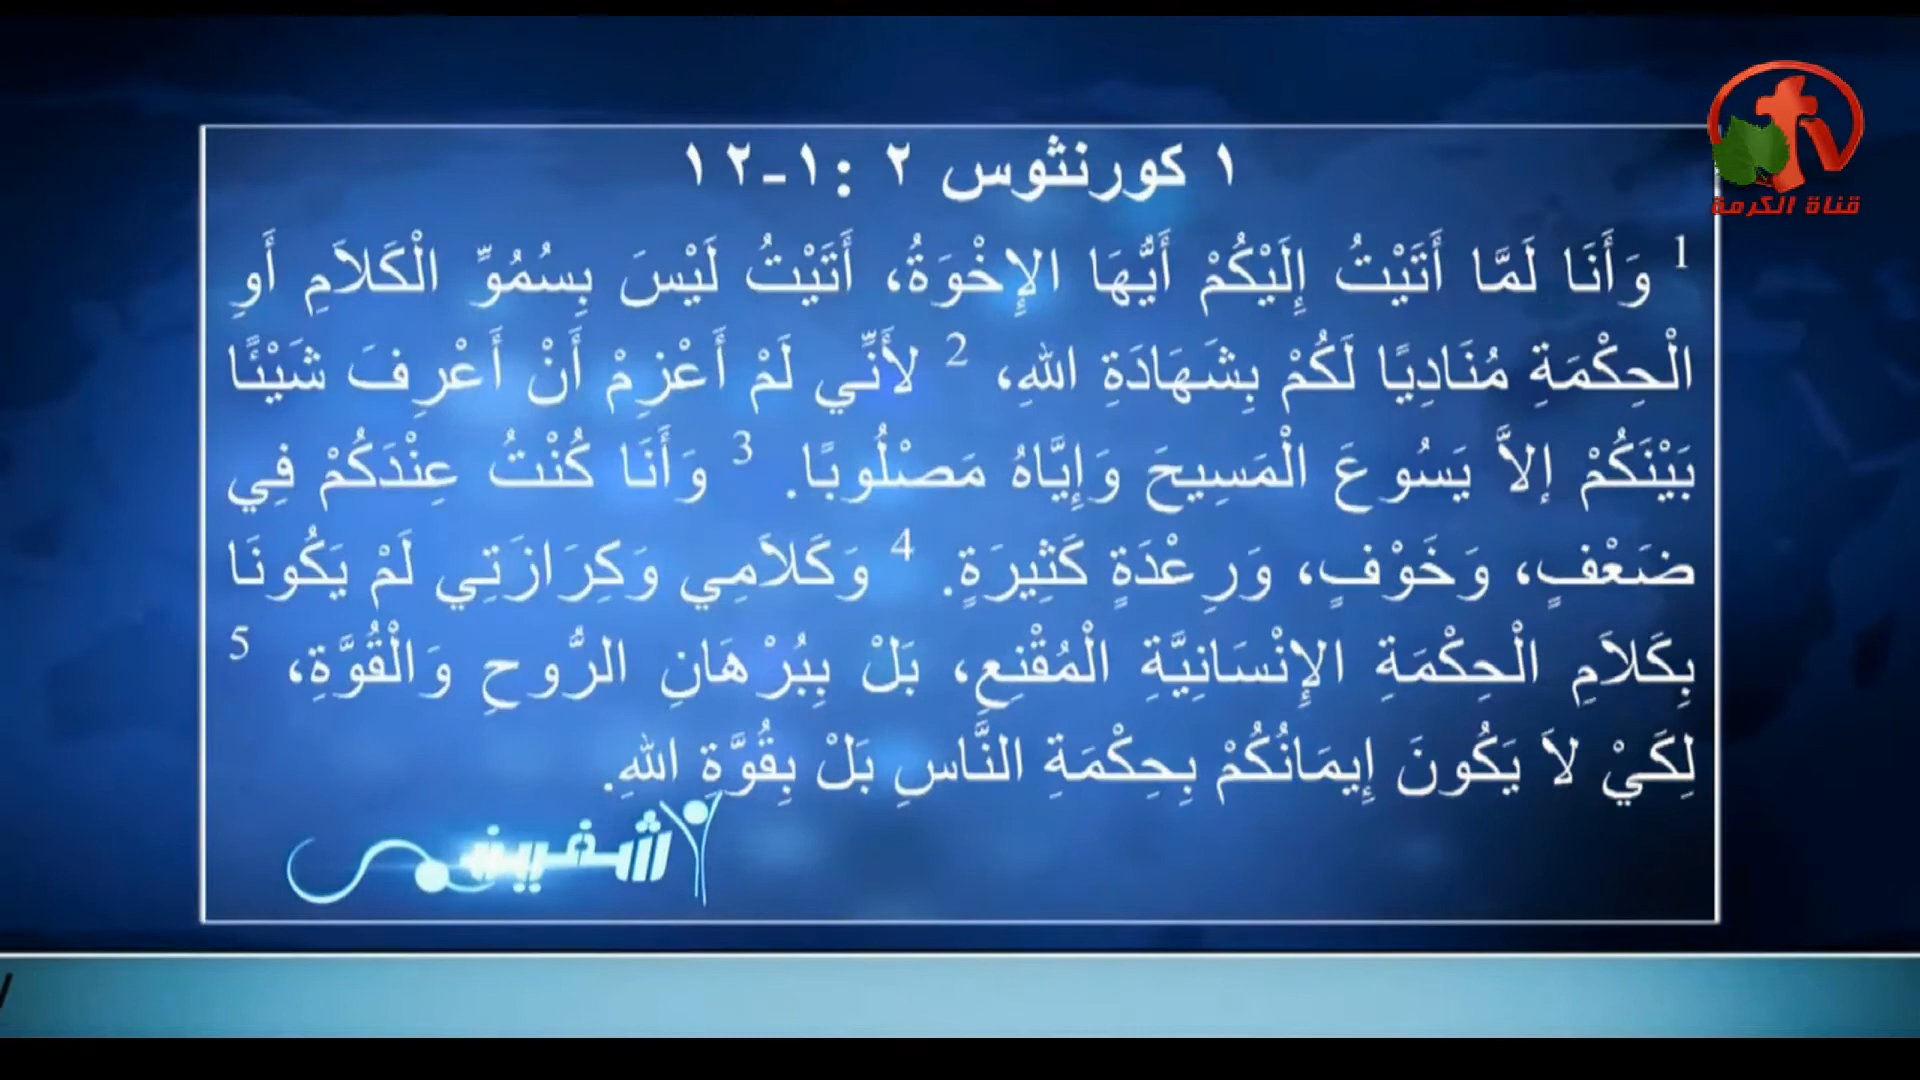 ١ كورنثوس ٢ :١-١٢
1 وَأَنَا لَمَّا أَتَيْتُ إِلَيْكُمْ أَيُّهَا الإِخْوَةُ، أَتَيْتُ لَيْسَ بِسُمُوِّ الْكَلاَمِ أَوِ
الْحِكْمَةِ مُنَادِيًا لَكُمْ بِشَهَادَةِ اللهِ، 2 لأَنِّي لَمْ أَعْزِمْ أَنْ أَعْرِفَ شَيْئًا
بَيْنَكُمْ إلاَّ يَسُوعَ الْمَسِيحَ وَإِيَّاهُ مَصْلُوبًا. 3 وَأَنَا كُنْتُ عِنْدَكُمْ فِي
ضَعْفٍ، وَخَوْفٍ، وَرِعْدَةٍ كَثِيرَةٍ. 4 وَكَلاَمِي وَكِرَازَتِي لَمْ يَكُونَا
بِكَلاَمِ الْحِكْمَةِ الإِنْسَانِيَّةِ الْمُقْنِعِ، بَلْ بِبُرْهَانِ الرُّوحِ وَالْقُوَّةِ، 5
لِكَيْ لاَ يَكُونَ إِيمَانُكُمْ بِحِكْمَةِ النَّاسِ بَلْ بِقُوَّةِ اللهِ.
قناة الكرمة